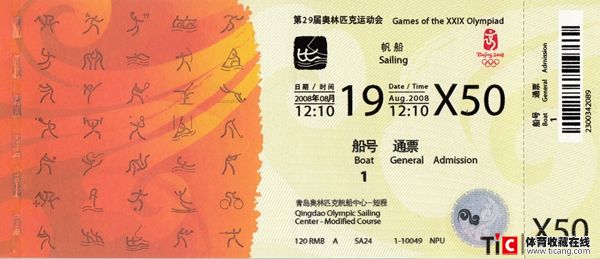 第29届奥林匹克运动会 Games of the XXIX Olympiad
帆船
Sailing
Beijing 2008
日期 / 时间
2008年08月
12:10
19
Date / Time
Aug.2008
12:10
X50
船号 通票
Boat General Admission
1
青岛奥林匹克帆船中心－短程
Qingdao Olympic Sailing
Center - Modified Course
120 RMB A SA24 1-10049 NPU
船号 通票
Boat General Admission
1
2300342089
X50
TiC 体育收藏在线
www.ticang.com